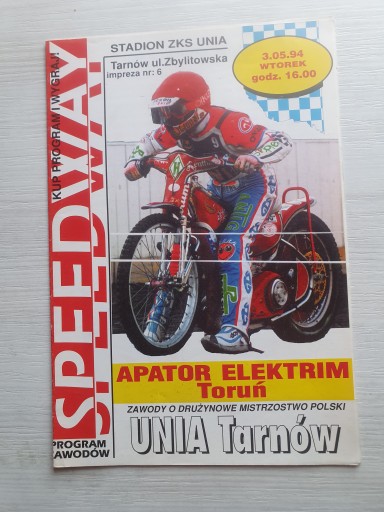 KUP PROGRAM I WYGRAJ!
SPEEDWAY
SPEEDWAY
PROGRAM
ZAWODÓW
STADION ZKS UNIA
Tarnów ul.Zbylitowska
impreza nr: 6
3.05.94
WTOREK
godz. 16.00
APATOR ELEKTRIM
Toruń
ZAWODY O DRUŻYNOWE MISTRZOSTWO POLSKI
UNIA Tarnów